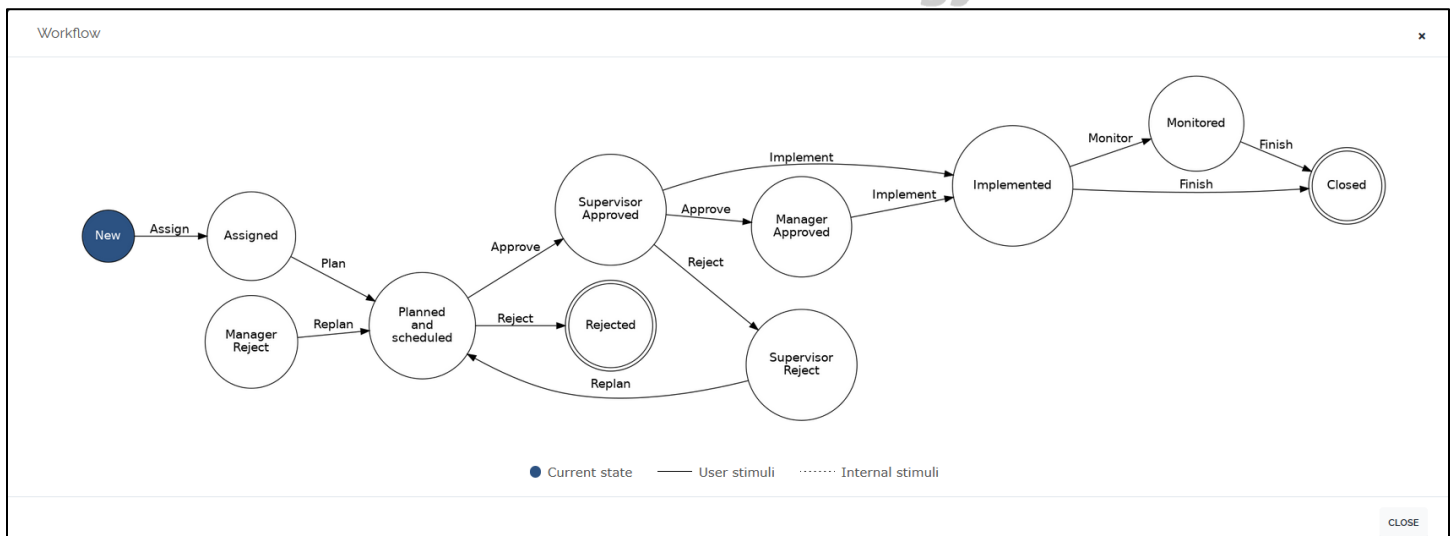 Workflow
×
New
Assign
Assigned
Plan
Manager
Reject
Replan
Planned
and
scheduled
Approve
Reject
Rejected
Replan
Supervisor
Approved
Implement
Approve
Reject
Manager
Approved
Implement
Supervisor
Reject
Implemented
Monitor
Monitored
Finish
Finish
Closed
Current state
User stimuli
Internal stimuli
CLOSE